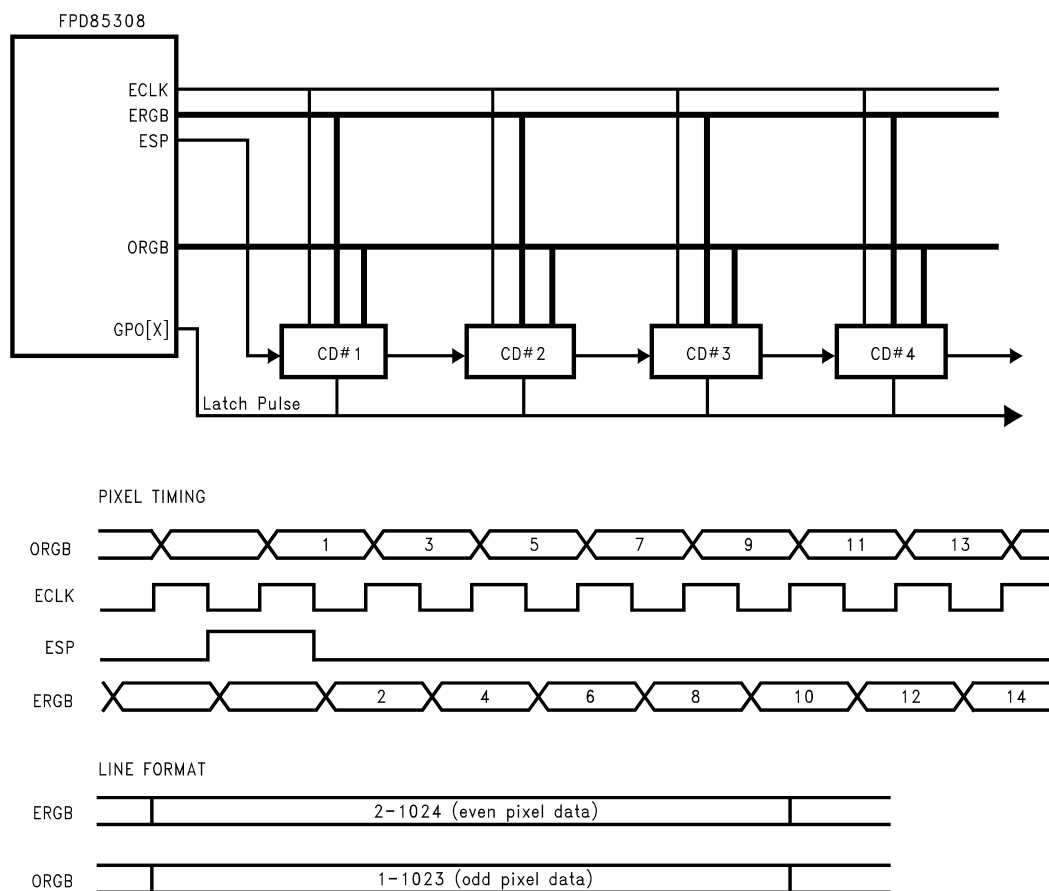 FPD85308
ECLK
ERGB
ESP
ORGB
GPO[X]
CD#1 CD#2 CD#3 CD#4
Latch Pulse
PIXEL TIMING
ORGB 1 3 5 7 9 11 13
ECLK
ESP
ERGB 2 4 6 8 10 12 14
LINE FORMAT
ERGB 2-1024 (even pixel data)
ORGB 1-1023 (odd pixel data)